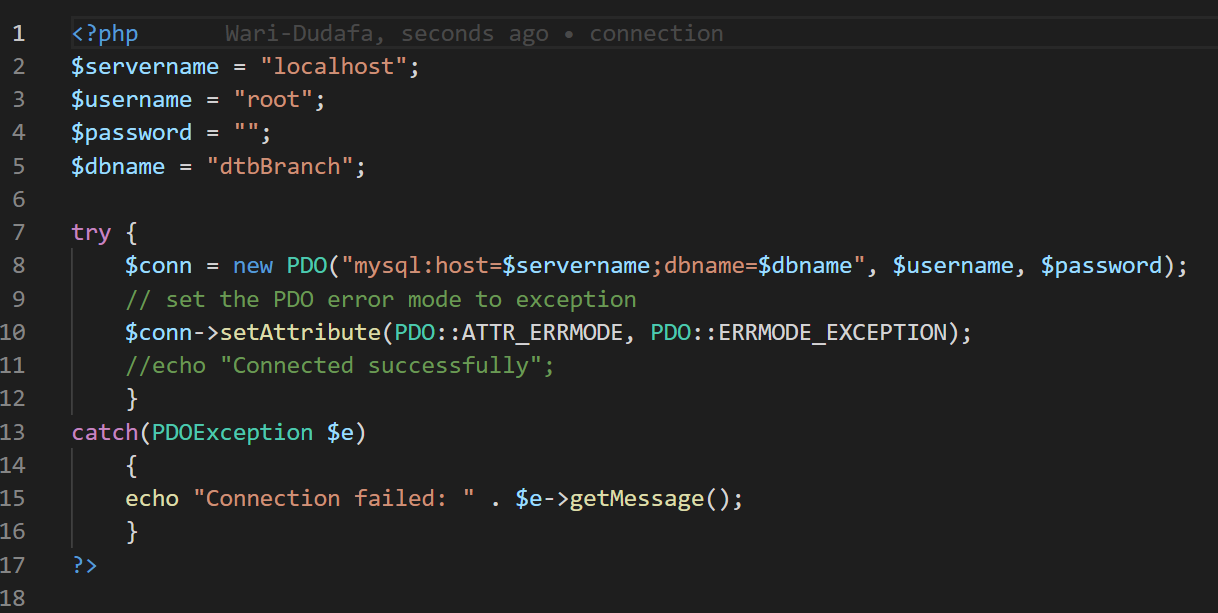 1 <?php Wari-Dudafa, seconds ago • connection
2 $servername = "localhost";
3 $username = "root";
4 $password = "";
5 $dbname = "dtbBranch";
6
7 try {
8     $conn = new PDO("mysql:host=$servername;dbname=$dbname", $username, $password);
9     // set the PDO error mode to exception
10     $conn->setAttribute(PDO::ATTR_ERRMODE, PDO::ERRMODE_EXCEPTION);
11     //echo "Connected successfully";
12     }
13 catch(PDOException $e)
14     {
15     echo "Connection failed: " . $e->getMessage();
16     }
17 ?>
18